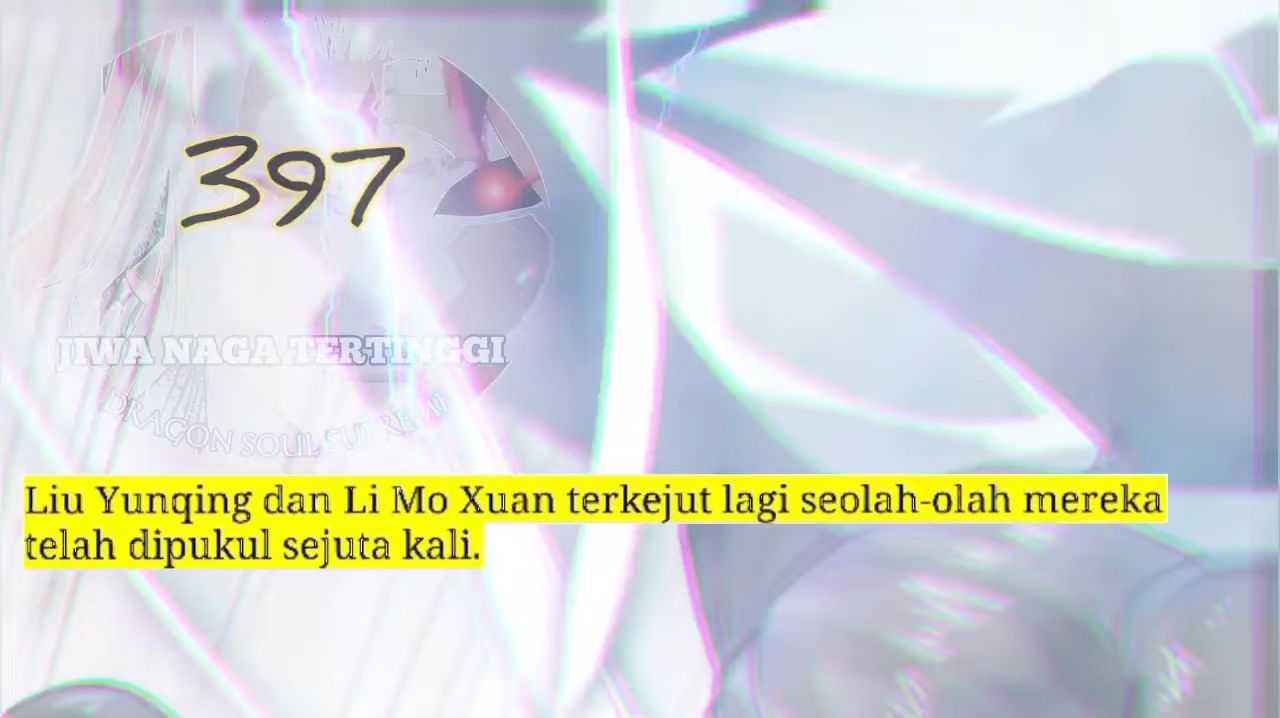 397
JIWA NAGA TERTINGGI
DRAGON SOUL
Liu Yunqing dan Li Mo Xuan terkejut lagi seolah-olah mereka
telah dipukul sejuta kali.